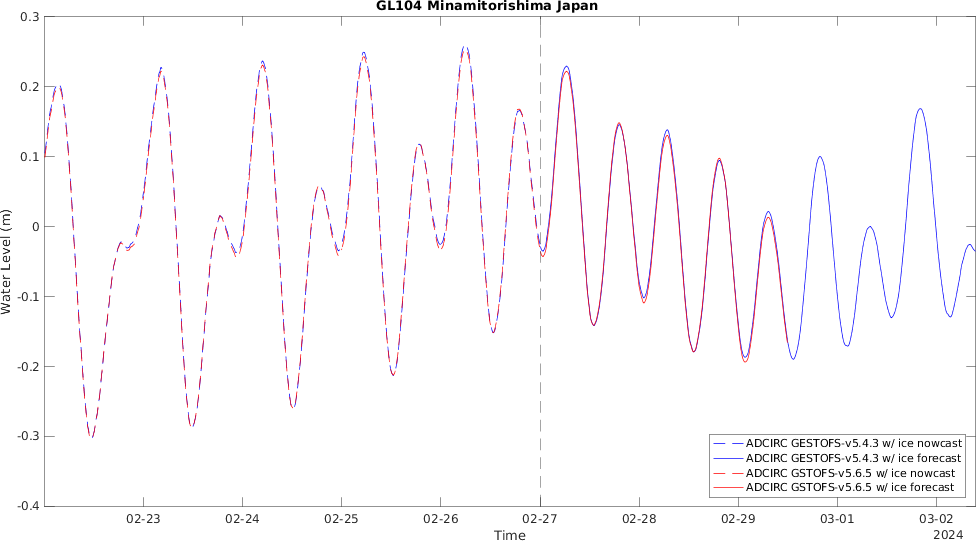 GL104 Minamitorishima Japan
0.3
0.2
0.1
0
-0.1
-0.2
-0.3
-0.4
Water Level (m)
ADCIRC GESTOFS-v5.4.3 w/ ice nowcast
ADCIRC GESTOFS-v5.4.3 w/ ice forecast
ADCIRC GSTOFS-v5.6.5 w/ ice nowcast
ADCIRC GSTOFS-v5.6.5 w/ ice forecast
02-23 02-24 02-25 02-26 02-27 02-28 02-29 03-01 03-02
Time
2024